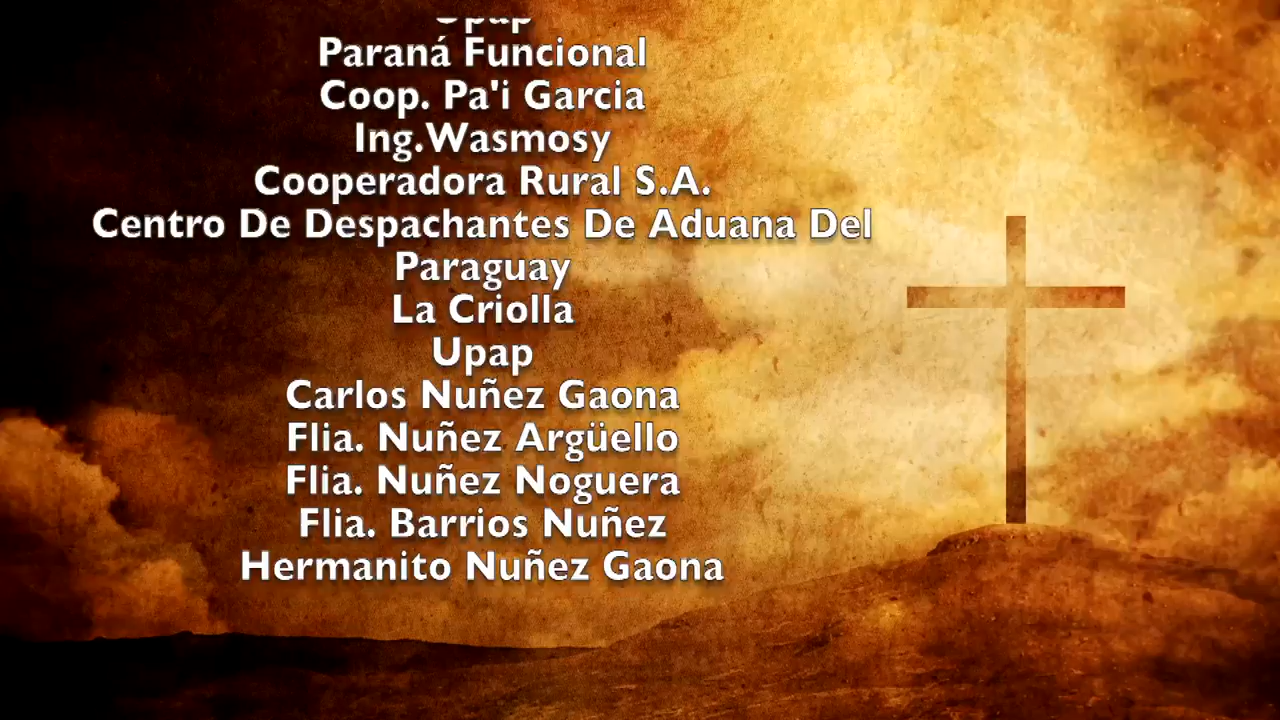 Paraná Funcional
Coop. Pa'i Garcia
Ing.Wasmosy
Cooperadora Rural S.A.
Centro De Despachantes De Aduana Del
Paraguay
La Criolla
Upap
Carlos Nuñez Gaona
Flia. Nuñez Argüello
Flia. Nuñez Noguera
Flia. Barrios Nuñez
Hermanito Nuñez Gaona